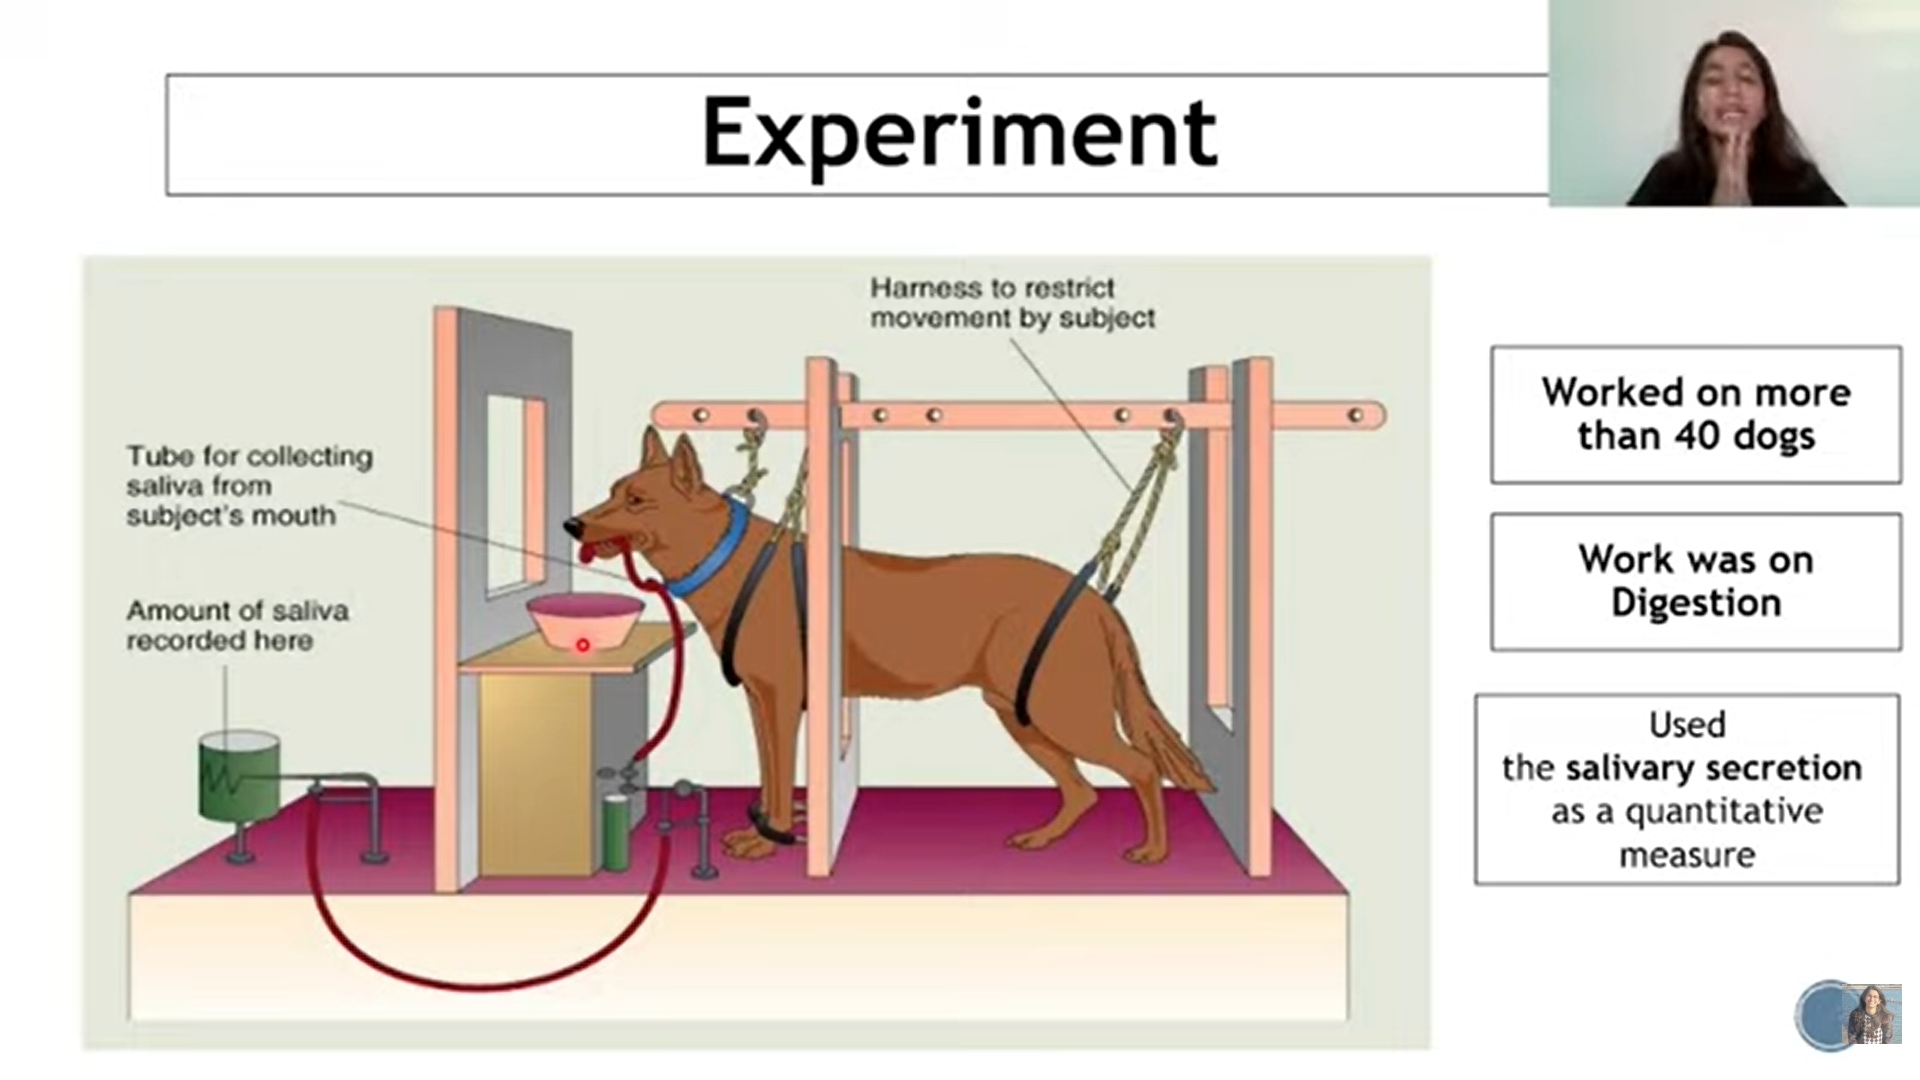 Experiment
Harness to restrict
movement by subject
Tube for collecting
saliva from
subject's mouth
Amount of saliva
recorded here
Worked on more
than 40 dogs
Work was on
Digestion
Used
the salivary secretion
as a quantitative
measure